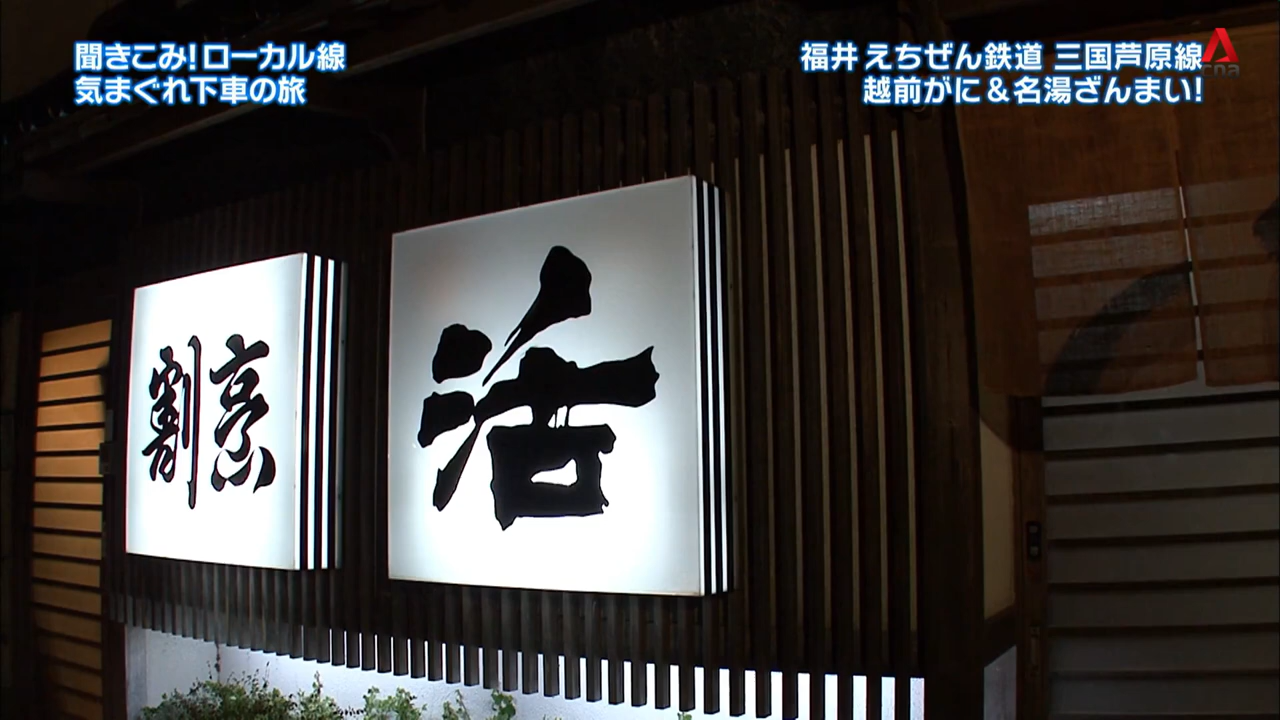 聞きこみ!ローカル線
気まぐれ下車の旅
福井 えちぜん鉄道 三国芦原線
越前がに&名湯ざんまい!
cna
割烹
活